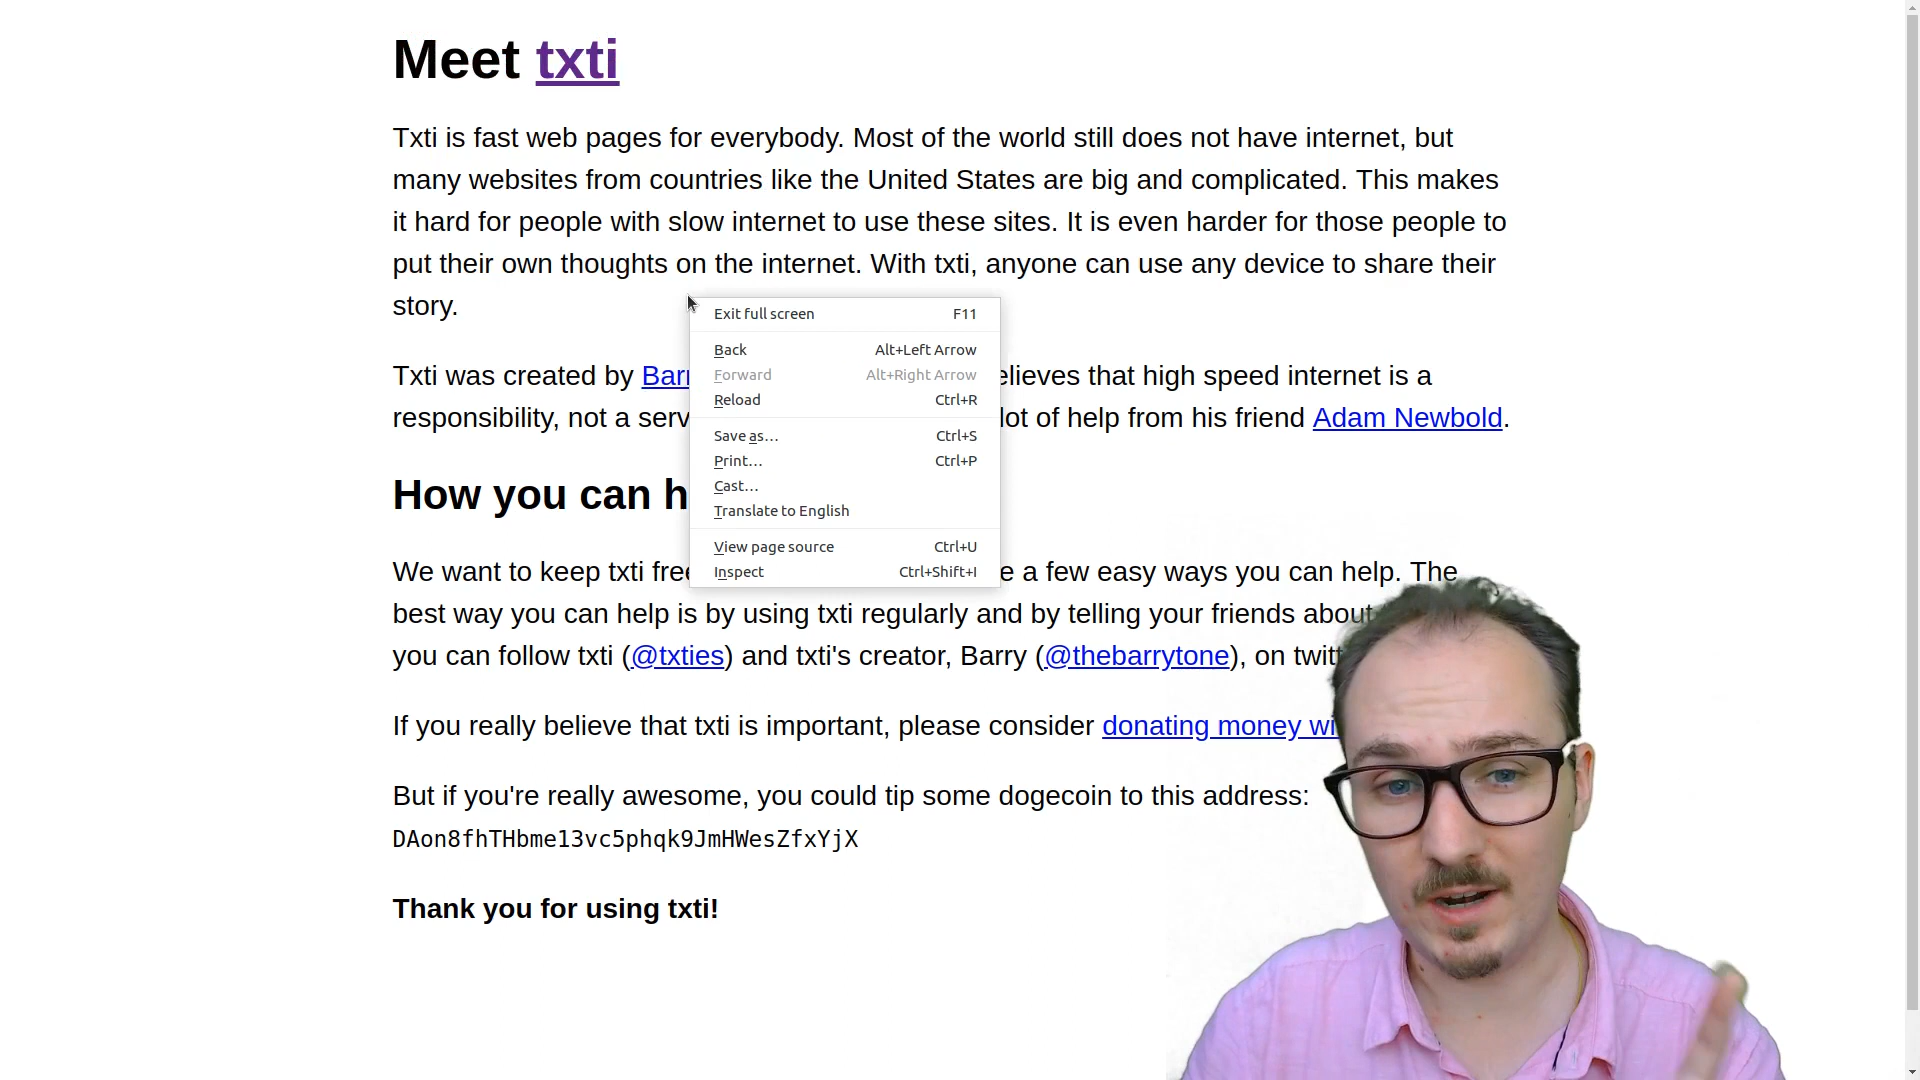 Meet txti
Txti is fast web pages for everybody. Most of the world still does not have internet, but
many websites from countries like the United States are big and complicated. This makes
it hard for people with slow internet to use these sites. It is even harder for those people to
put their own thoughts on the internet. With txti, anyone can use any device to share their
story.
Exit full screen F11
Back Alt+Left Arrow
Forward Alt+Right Arrow
Reload Ctrl+R
Save as... Ctrl+S
Print... Ctrl+P
Cast...
Translate to English
View page source Ctrl+U
Inspect Ctrl+Shift+I
Txti was created by that high speed internet is a
responsibility, not a lot of help from his friend Adam Newbold.
How you can
We want to keep txti a few easy ways you can help. The
best way you can help is by using txti regularly and by telling your friends about
you can follow txti (@txties) and txti's creator, Barry (@thebarrytone), on
If you really believe that txti is important, please consider donating money
But if you're really awesome, you could tip some dogecoin to this address:
DAon8fhTHbme13vc5phqk9JmHWesZfxYjX
Thank you for using txti!